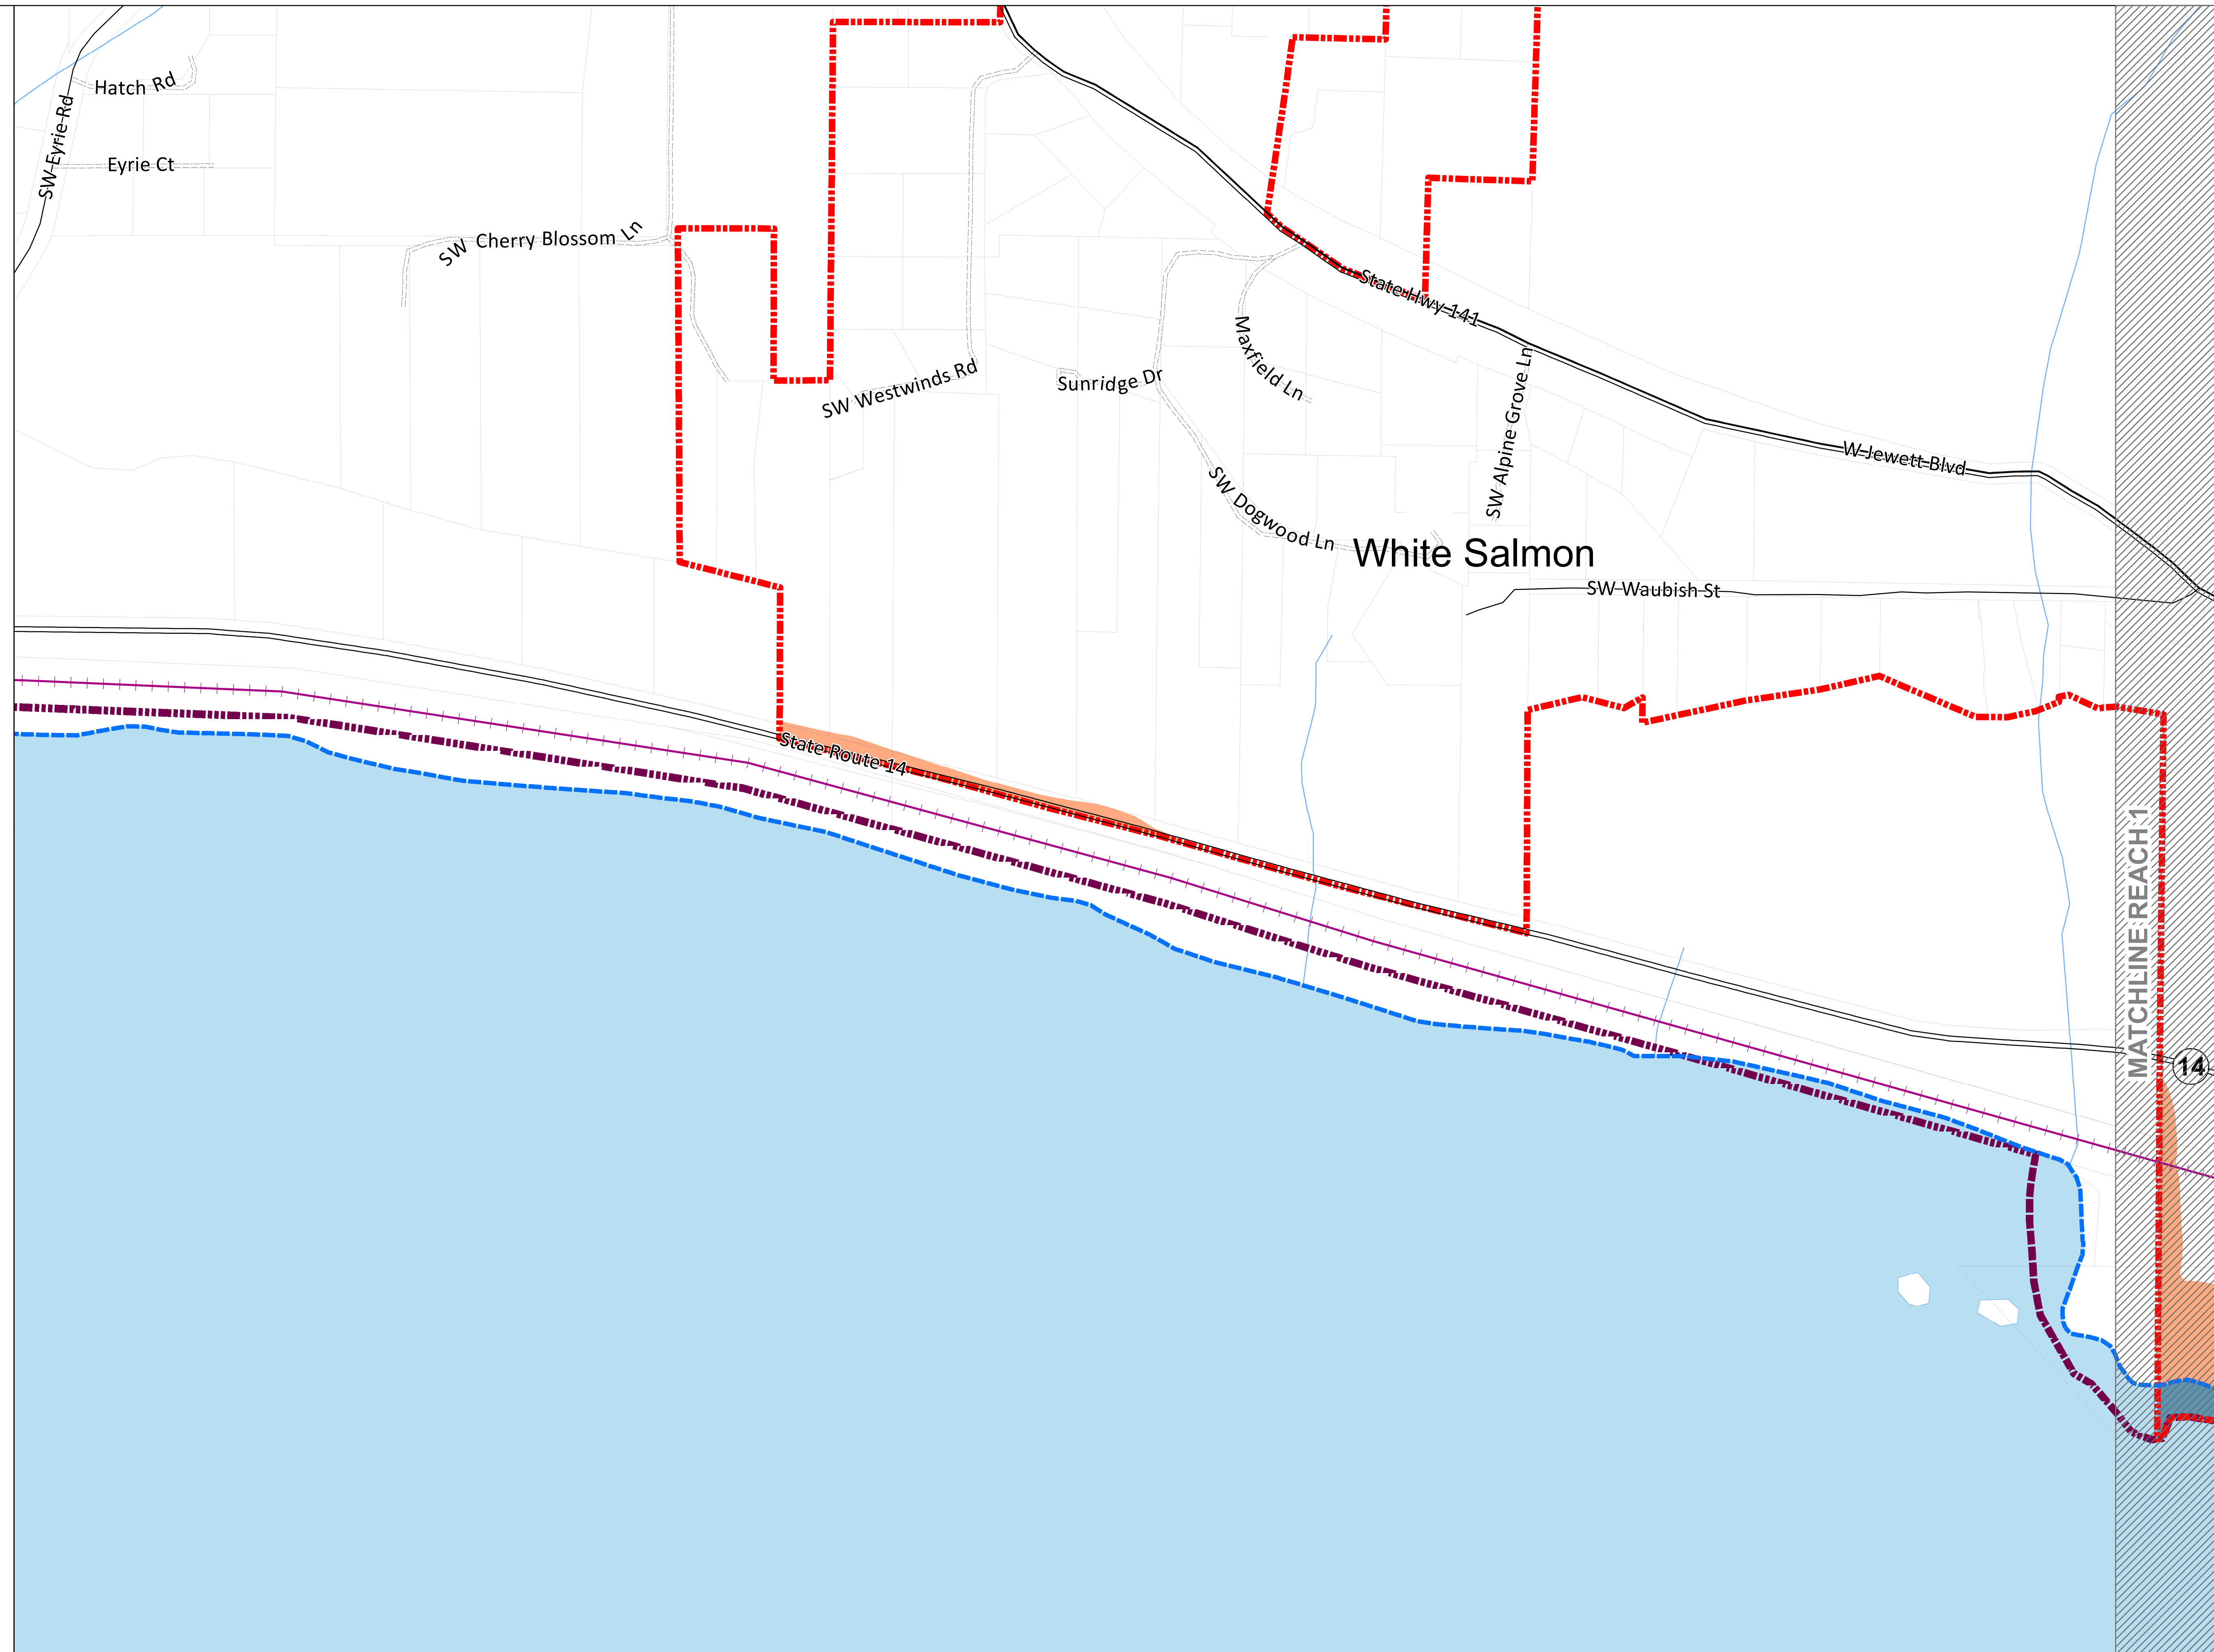 Hatch Rd
SW Eyrie Rd
Eyrie Ct
SW Cherry Blossom Ln
State Hwy 141
SW Westwinds Rd
Sunridge Dr
Maxfield Ln
SW Alpine Grove Ln
W Jewett Blvd
SW Dogwood Ln
White Salmon
SW Waubish St
State Route 14
MATCHLINE REACH 1
14